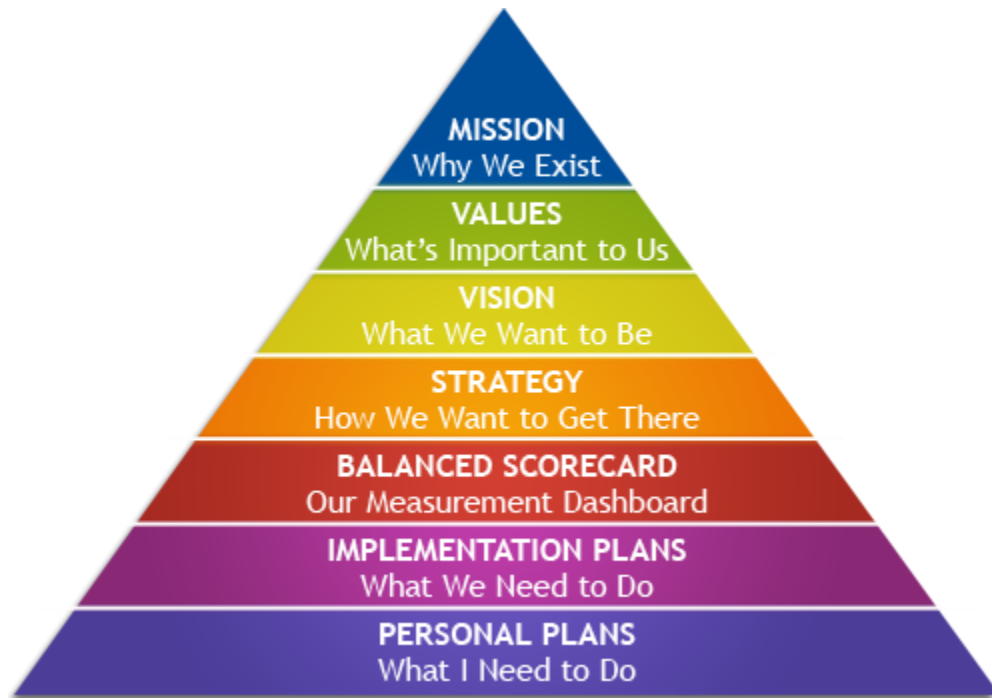 MISSION
Why We Exist
VALUES
What’s Important to Us
VISION
What We Want to Be
STRATEGY
How We Want to Get There
BALANCED SCORECARD
Our Measurement Dashboard
IMPLEMENTATION PLANS
What We Need to Do
PERSONAL PLANS
What I Need to Do